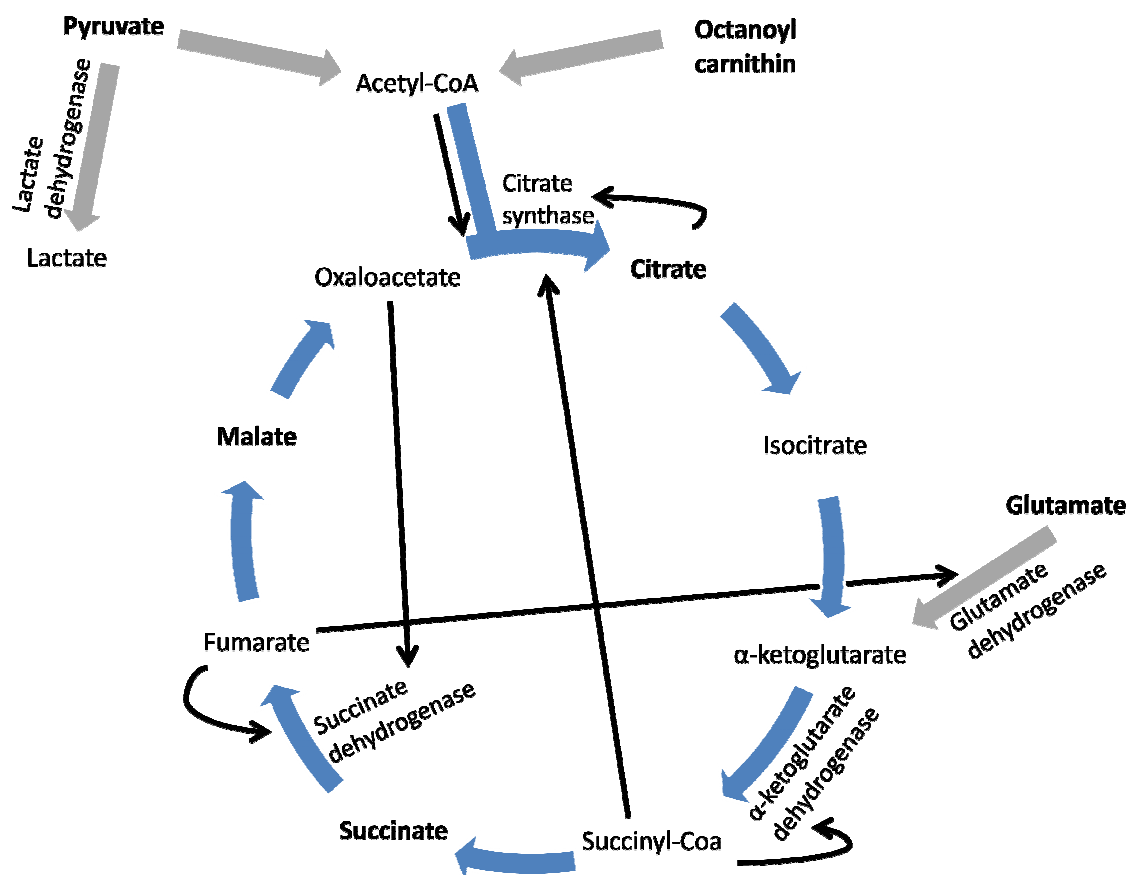 Pyruvate
Octanoyl
carnithin
Acetyl-CoA
Lactate
dehydrogenase
Citrate
synthase
Lactate
Oxaloacetate
Citrate
Malate
Isocitrate
Glutamate
Glutamate
dehydrogenase
Fumarate
α-ketoglutarate
Succinate
dehydrogenase
α-ketoglutarate
dehydrogenase
Succinate
Succinyl-Coa